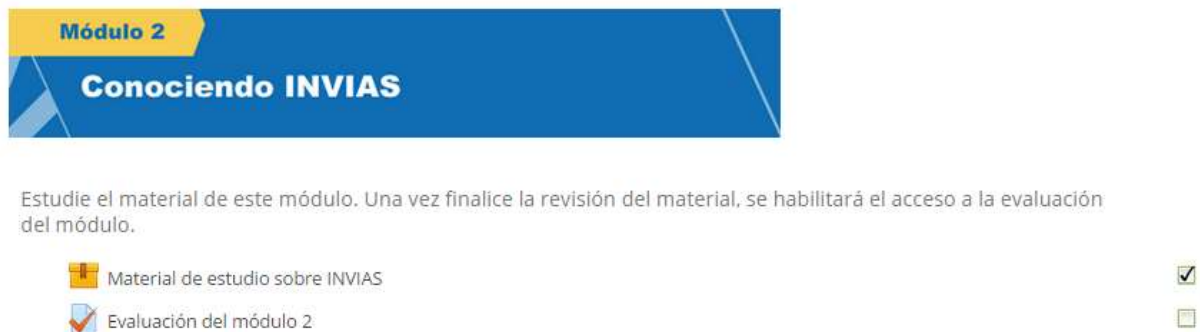 Módulo 2
Conociendo INVIAS
Estudie el material de este módulo. Una vez finalice la revisión del material, se habilitará el acceso a la evaluación
del módulo.
Material de estudio sobre INVIAS
Evaluación del módulo 2